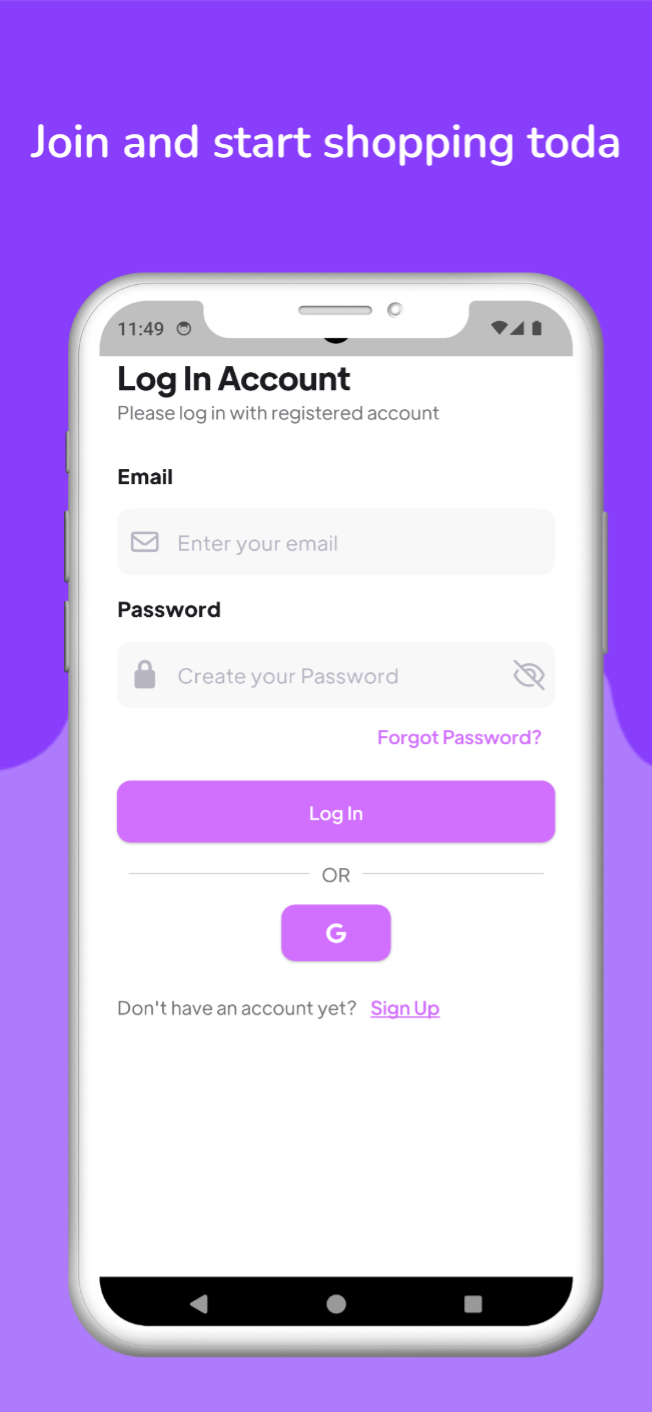 Join and start shopping toda
11:49
Log In Account
Please log in with registered account
Email
Enter your email
Password
Create your Password
Forgot Password?
Log In
OR
G
Don't have an account yet? Sign Up